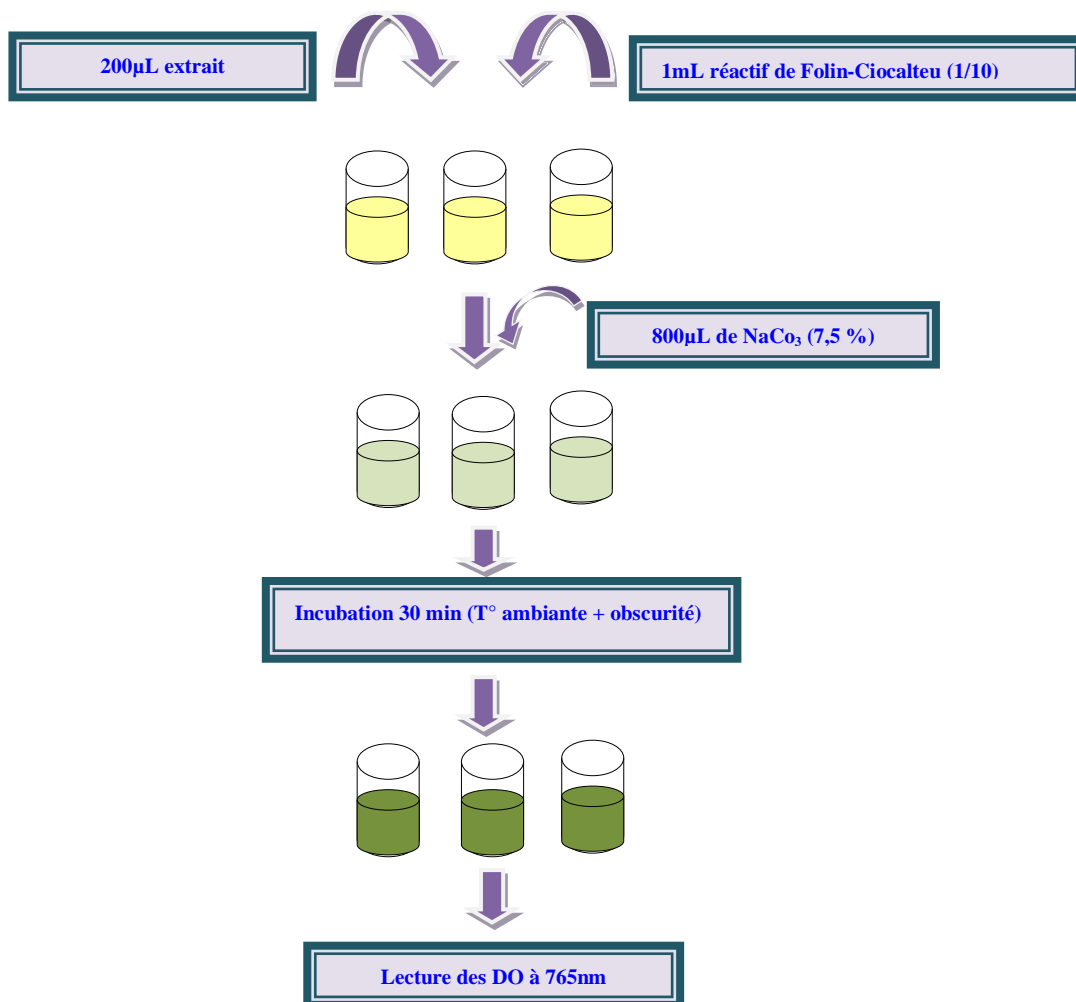 200µL extrait
1mL réactif de Folin-Ciocalteu (1/10)
800µL de NaCo₃ (7,5 %)
Incubation 30 min (T° ambiante + obscurité)
Lecture des DO à 765nm